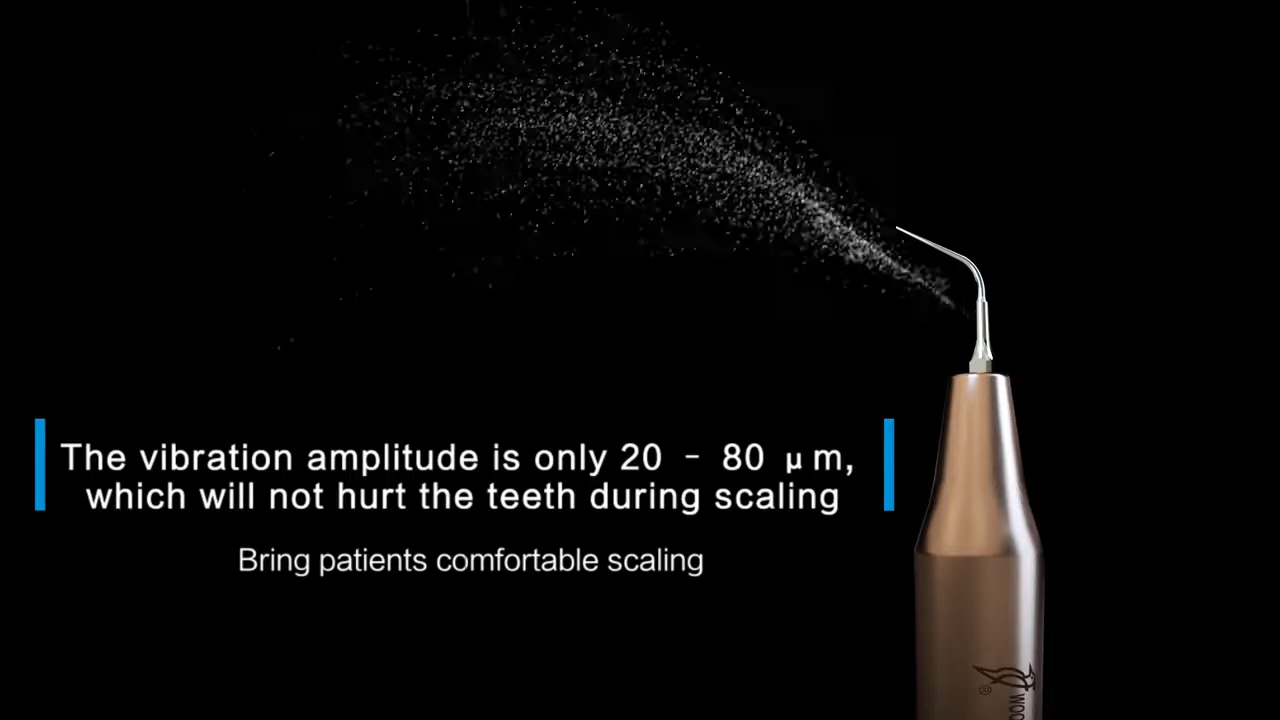 The vibration amplitude is only 20 - 80 μm,
which will not hurt the teeth during scaling
Bring patients comfortable scaling
®
WOO